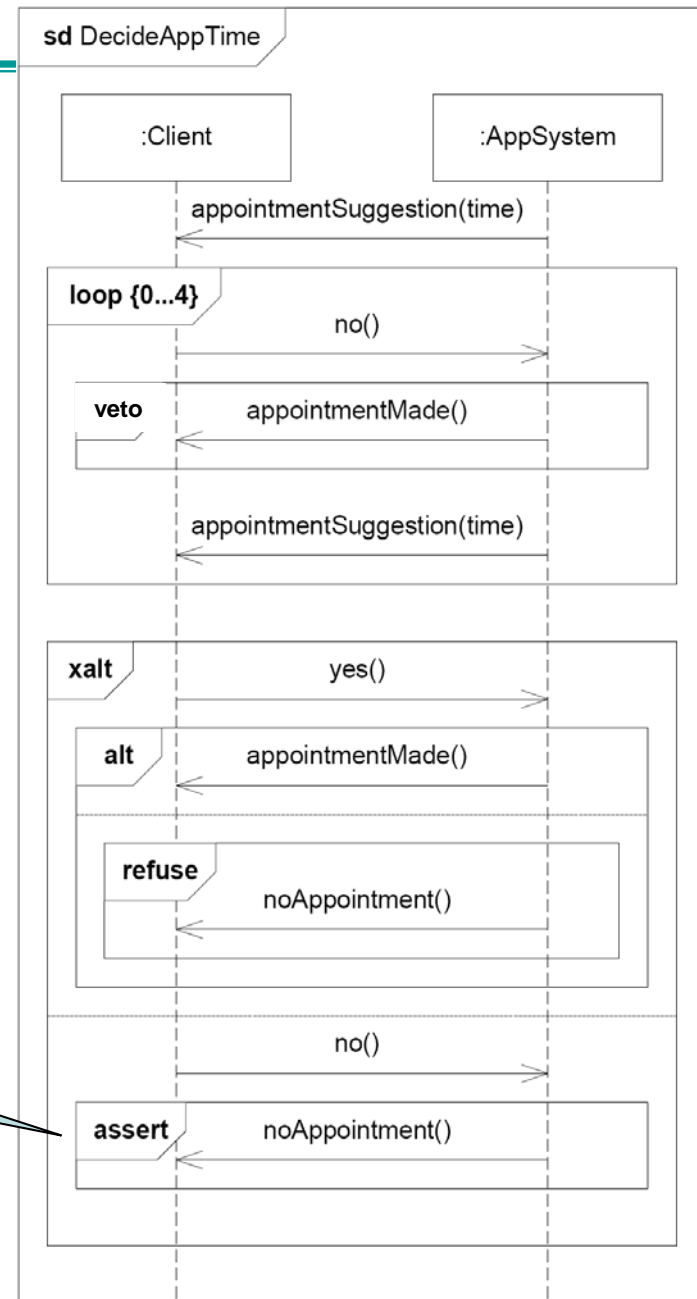 sd DecideAppTime
:Client
:AppSystem
appointmentSuggestion(time)
loop {0...4}
no()
veto
appointmentMade()
appointmentSuggestion(time)
xalt
yes()
alt
appointmentMade()
refuse
noAppointment()
no()
assert
noAppointment()